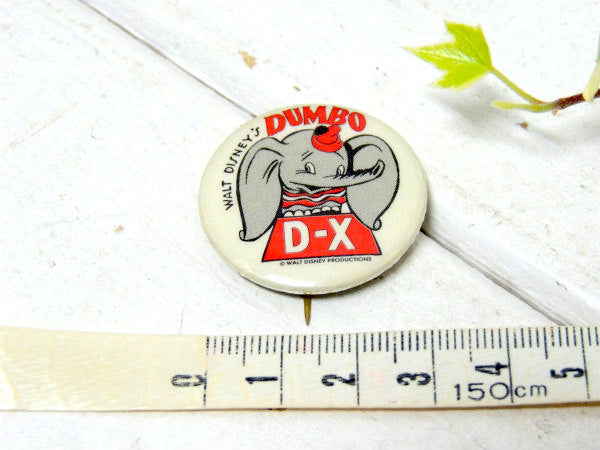 WALT DISNEY'S
DUMBO
D-X
© WALT DISNEY PRODUCTIONS
0 1 2 3 4 5
150cm